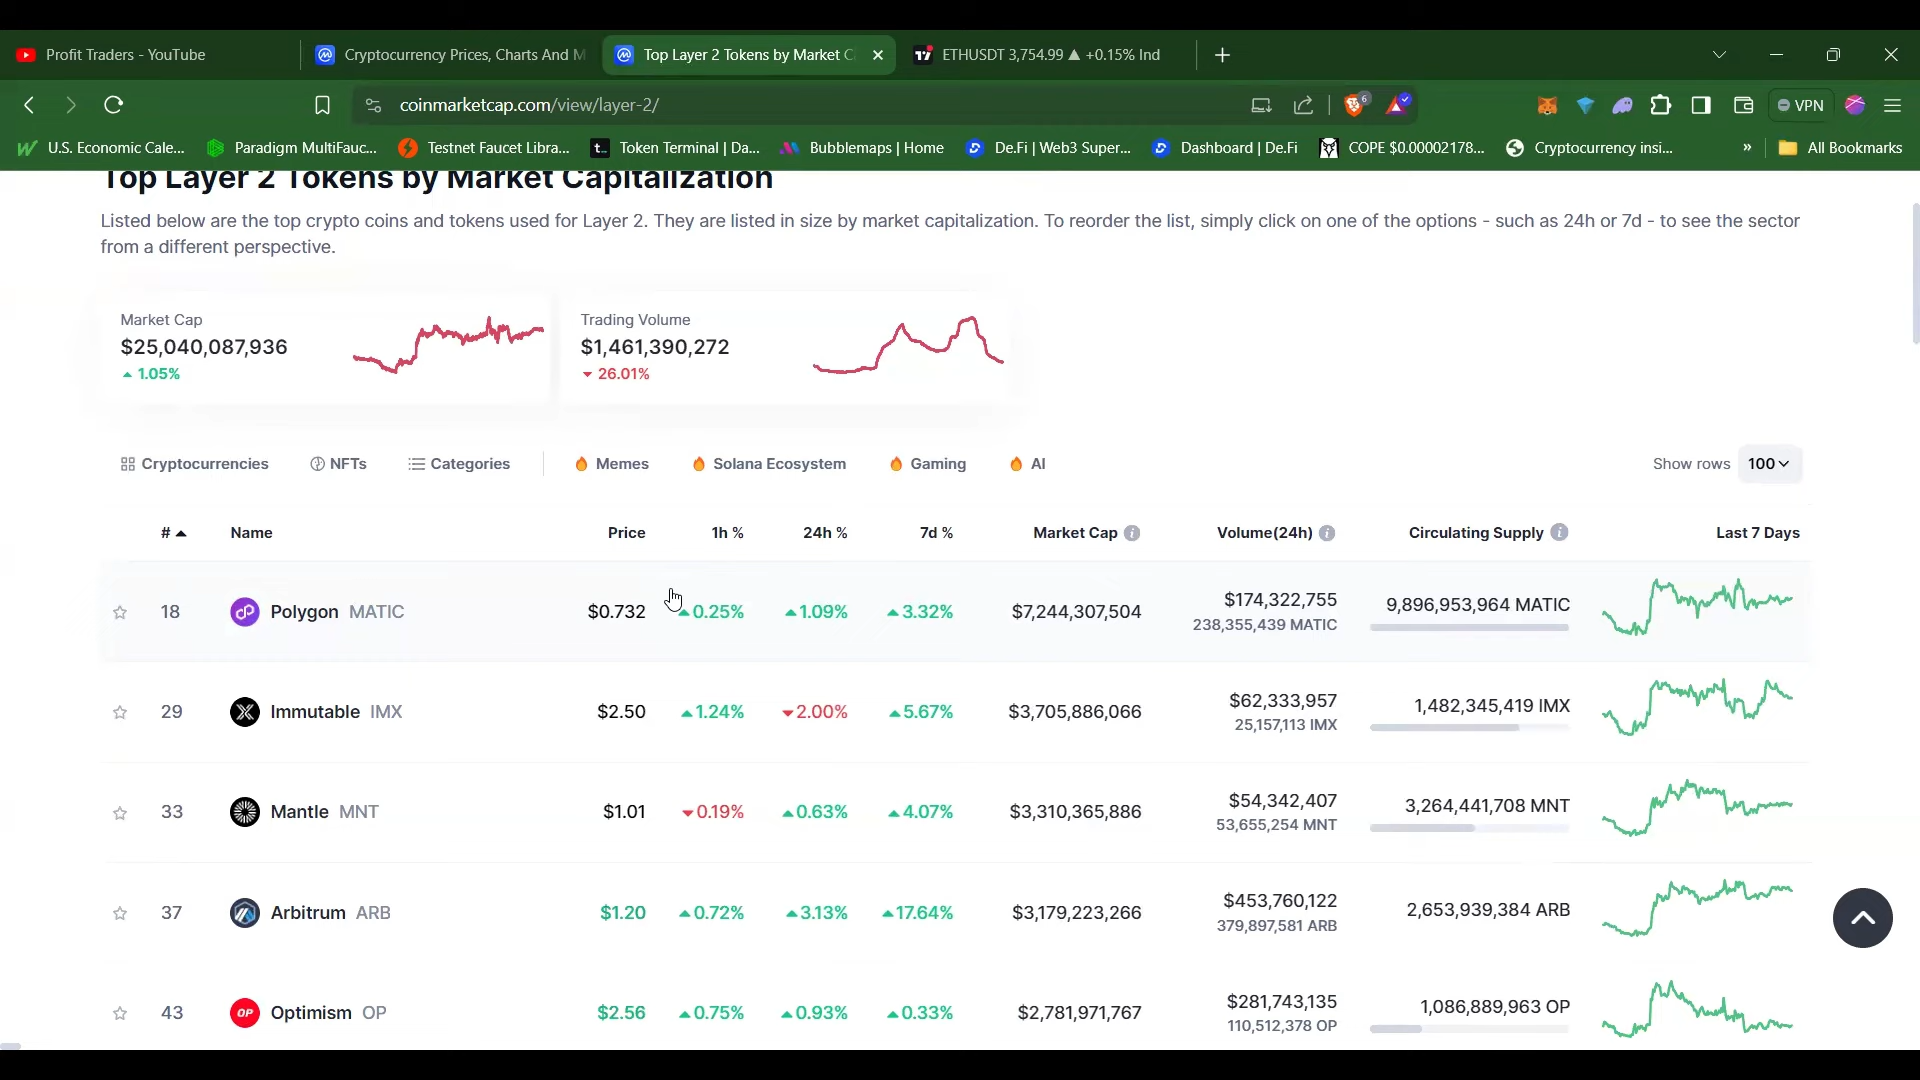 Profit Traders - YouTube
Cryptocurrency Prices, Charts And M
Top Layer 2 Tokens by Market C
ETHUSDT 3,754.99 ▲ +0.15% Ind
coinmarketcap.com/view/layer-2/
6
VPN
U.S. Economic Cale...
Paradigm MultiFauc...
Testnet Faucet Libra...
Token Terminal | Da...
Bubblemaps | Home
De.Fi | Web3 Super...
Dashboard | De.Fi
COPE $0.00002178...
Cryptocurrency insi...
»
All Bookmarks
Top Layer 2 Tokens by Market Capitalization
Listed below are the top crypto coins and tokens used for Layer 2. They are listed in size by market capitalization. To reorder the list, simply click on one of the options - such as 24h or 7d - to see the sector
from a different perspective.
Market Cap
$25,040,087,936
▲ 1.05%
Trading Volume
$1,461,390,272
▼ 26.01%
Cryptocurrencies NFTs Categories Memes Solana Ecosystem Gaming AI Show rows 100
# ▲ Name Price 1h % 24h % 7d % Market Cap Volume(24h) Circulating Supply Last 7 Days
18 Polygon MATIC $0.732 ▲0.25% ▲1.09% ▲3.32% $7,244,307,504 $174,322,755 9,896,953,964 MATIC
238,355,439 MATIC
29 Immutable IMX $2.50 ▲1.24% ▼2.00% ▲5.67% $3,705,886,066 $62,333,957 1,482,345,419 IMX
25,157,113 IMX
33 Mantle MNT $1.01 ▼0.19% ▲0.63% ▲4.07% $3,310,365,886 $54,342,407 3,264,441,708 MNT
53,655,254 MNT
37 Arbitrum ARB $1.20 ▲0.72% ▲3.13% ▲17.64% $3,179,223,266 $453,760,122 2,653,939,384 ARB
379,897,581 ARB
43 OP Optimism OP $2.56 ▲0.75% ▲0.93% ▲0.33% $2,781,971,767 $281,743,135 1,086,889,963 OP
110,512,378 OP